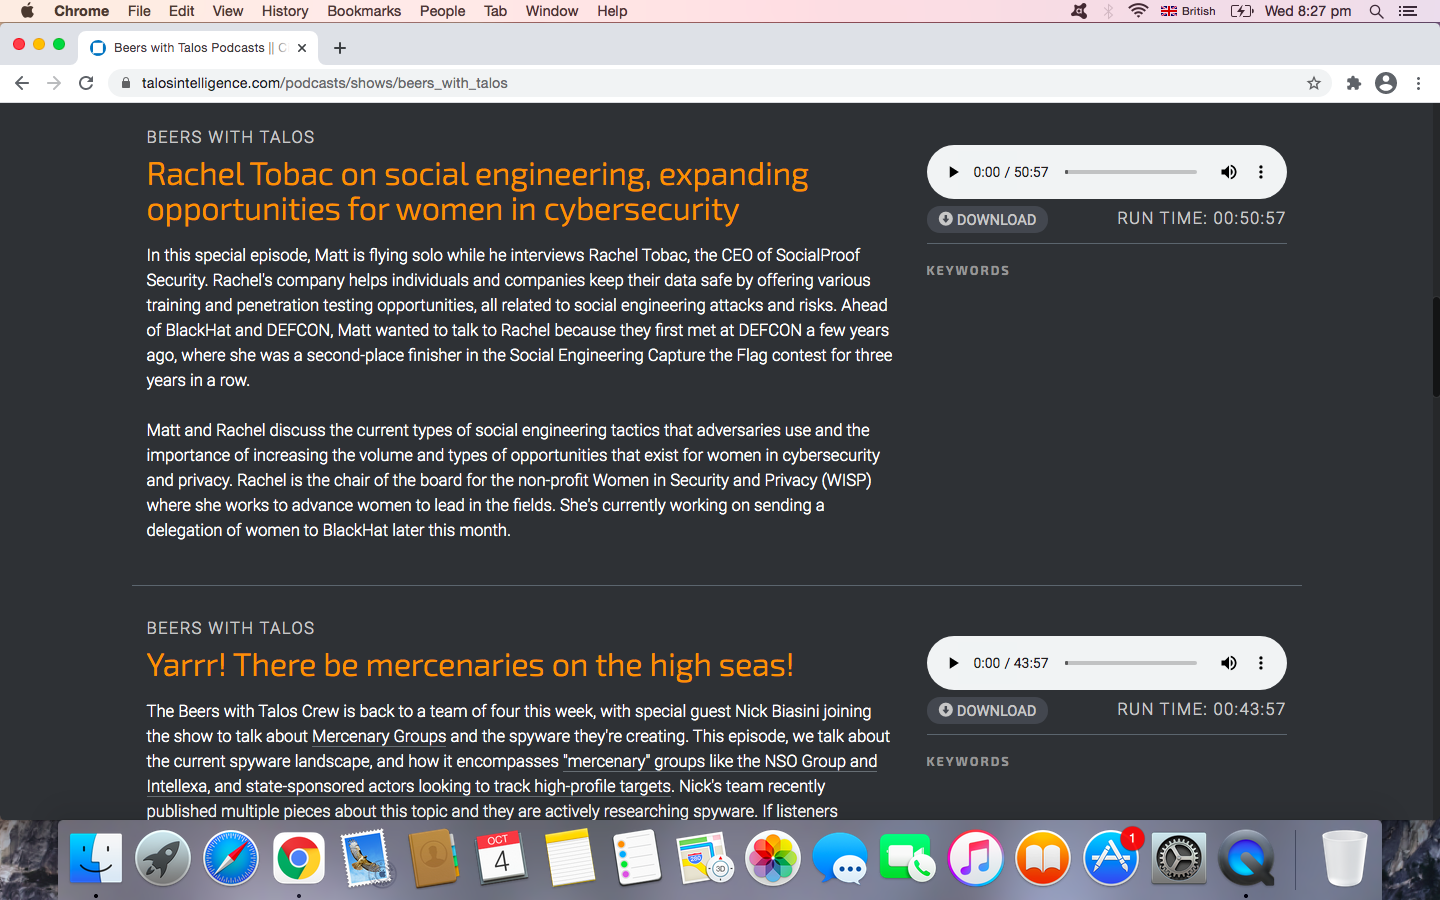 Chrome File Edit View History Bookmarks People Tab Window Help British Wed 8:27 pm
Beers with Talos Podcasts || C
talosintelligence.com/podcasts/shows/beers_with_talos
BEERS WITH TALOS
Rachel Tobac on social engineering, expanding
opportunities for women in cybersecurity
In this special episode, Matt is flying solo while he interviews Rachel Tobac, the CEO of SocialProof
Security. Rachel's company helps individuals and companies keep their data safe by offering various
training and penetration testing opportunities, all related to social engineering attacks and risks. Ahead
of BlackHat and DEFCON, Matt wanted to talk to Rachel because they first met at DEFCON a few years
ago, where she was a second-place finisher in the Social Engineering Capture the Flag contest for three
years in a row.
Matt and Rachel discuss the current types of social engineering tactics that adversaries use and the
importance of increasing the volume and types of opportunities that exist for women in cybersecurity
and privacy. Rachel is the chair of the board for the non-profit Women in Security and Privacy (WISP)
where she works to advance women to lead in the fields. She's currently working on sending a
delegation of women to BlackHat later this month.
0:00 / 50:57
DOWNLOAD RUN TIME: 00:50:57
KEYWORDS
BEERS WITH TALOS
Yarrr! There be mercenaries on the high seas!
The Beers with Talos Crew is back to a team of four this week, with special guest Nick Biasini joining
the show to talk about Mercenary Groups and the spyware they're creating. This episode, we talk about
the current spyware landscape, and how it encompasses "mercenary" groups like the NSO Group and
Intellexa, and state-sponsored actors looking to track high-profile targets. Nick's team recently
published multiple pieces about this topic and they are actively researching spyware. If listeners
0:00 / 43:57
DOWNLOAD RUN TIME: 00:43:57
KEYWORDS
OCT
4
280
3D
1